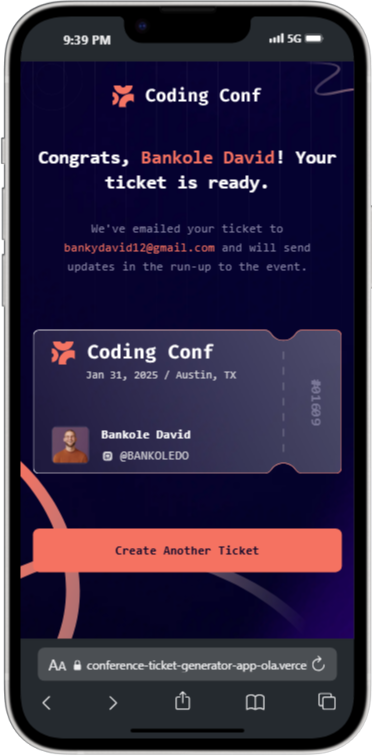 9:39 PM 5G
Coding Conf
Congrats, Bankole David! Your
ticket is ready.
We've emailed your ticket to
bankydavid12@gmail.com and will send
updates in the run-up to the event.
Coding Conf
Jan 31, 2025 / Austin, TX
#01609
Bankole David
@BANKOLEDO
Create Another Ticket
AA conference-ticket-generator-app-ola.verce